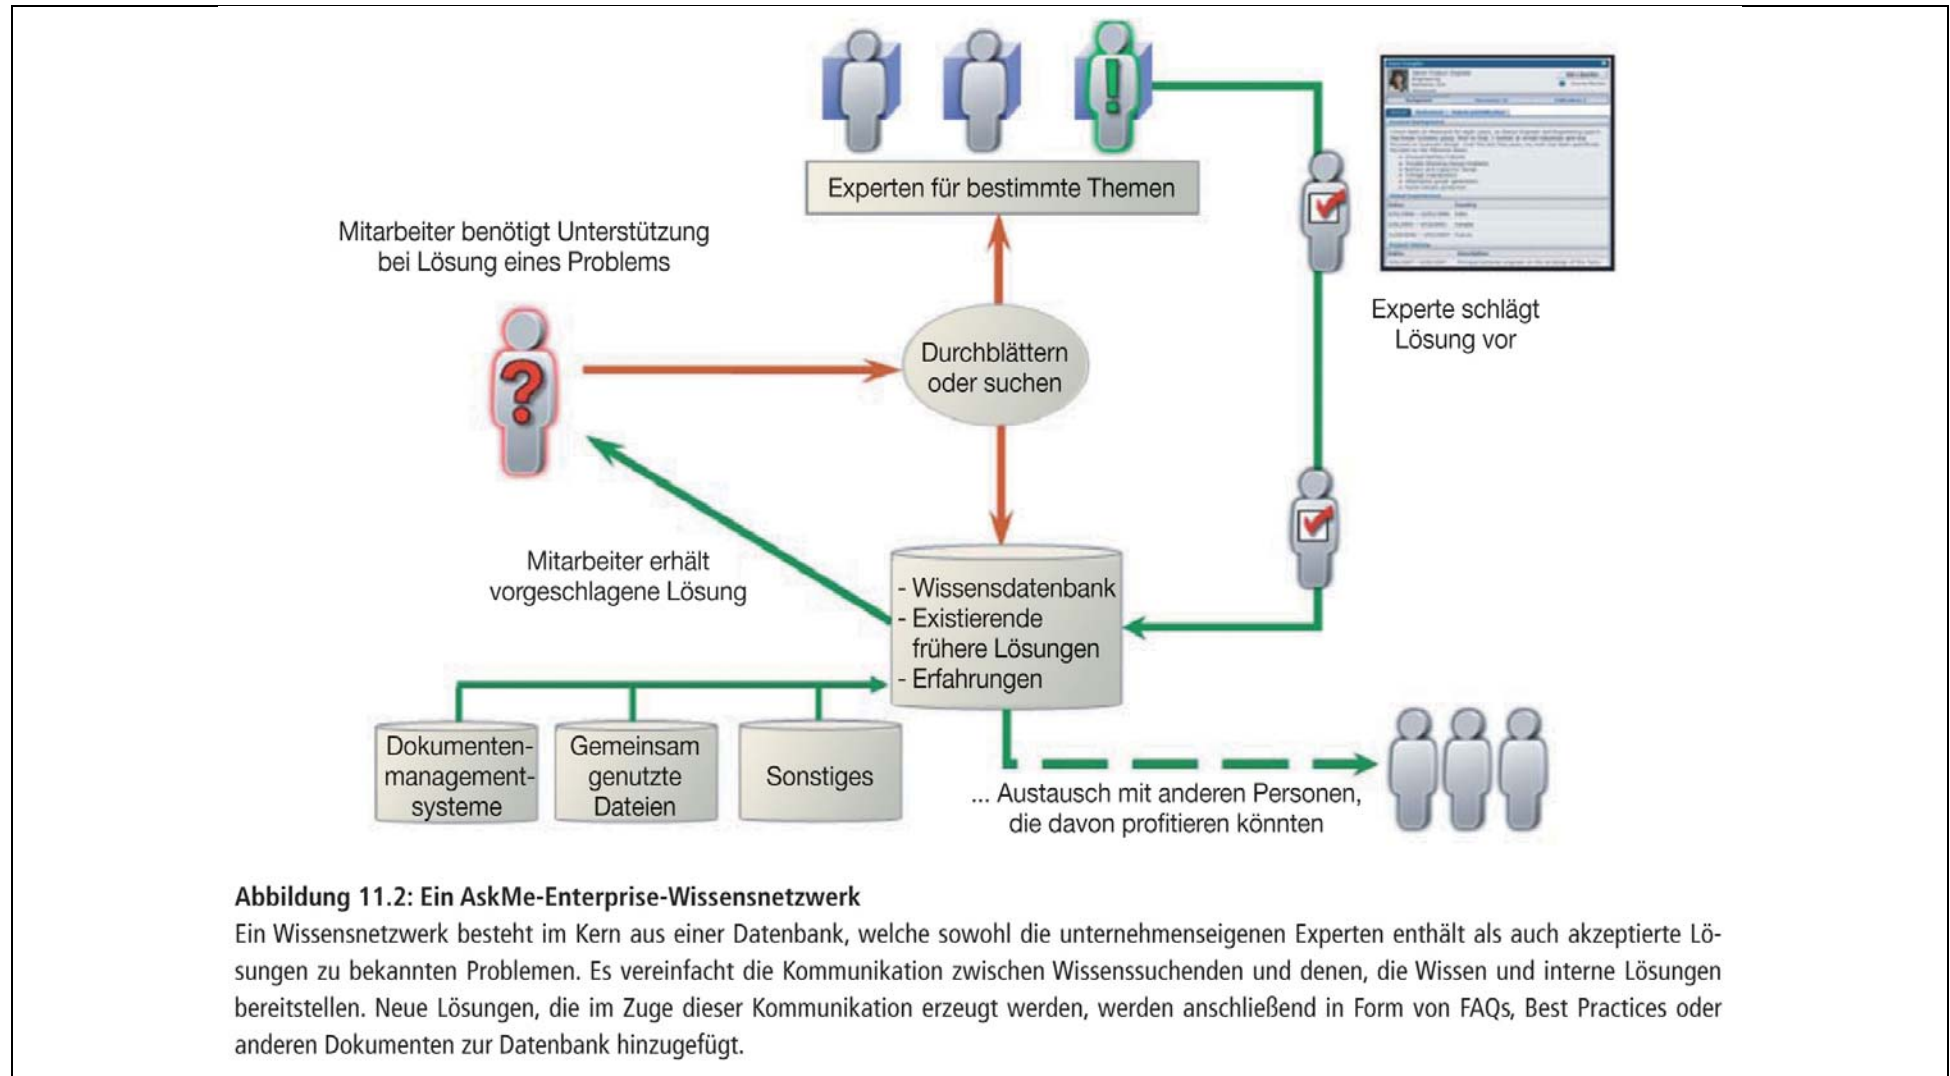 Experten für bestimmte Themen
Mitarbeiter benötigt Unterstützung
bei Lösung eines Problems
Experte schlägt
Lösung vor
Durchblättern
oder suchen
?
!
Mitarbeiter erhält
vorgeschlagene Lösung
- Wissensdatenbank
- Existierende
frühere Lösungen
- Erfahrungen
Dokumenten-
management-
systeme
Gemeinsam
genutzte
Dateien
Sonstiges
... Austausch mit anderen Personen,
die davon profitieren könnten
Abbildung 11.2: Ein AskMe-Enterprise-Wissensnetzwerk
Ein Wissensnetzwerk besteht im Kern aus einer Datenbank, welche sowohl die unternehmenseigenen Experten enthält als auch akzeptierte Lö-
sungen zu bekannten Problemen. Es vereinfacht die Kommunikation zwischen Wissenssuchenden und denen, die Wissen und interne Lösungen
bereitstellen. Neue Lösungen, die im Zuge dieser Kommunikation erzeugt werden, werden anschließend in Form von FAQs, Best Practices oder
anderen Dokumenten zur Datenbank hinzugefügt.